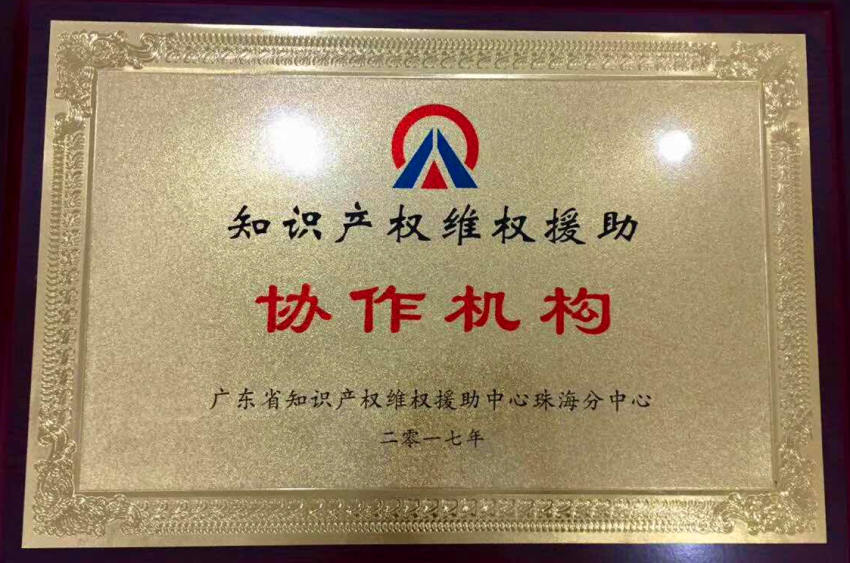 知识产权维权援助
协作机构
广东省知识产权维权援助中心珠海分中心
二零一七年